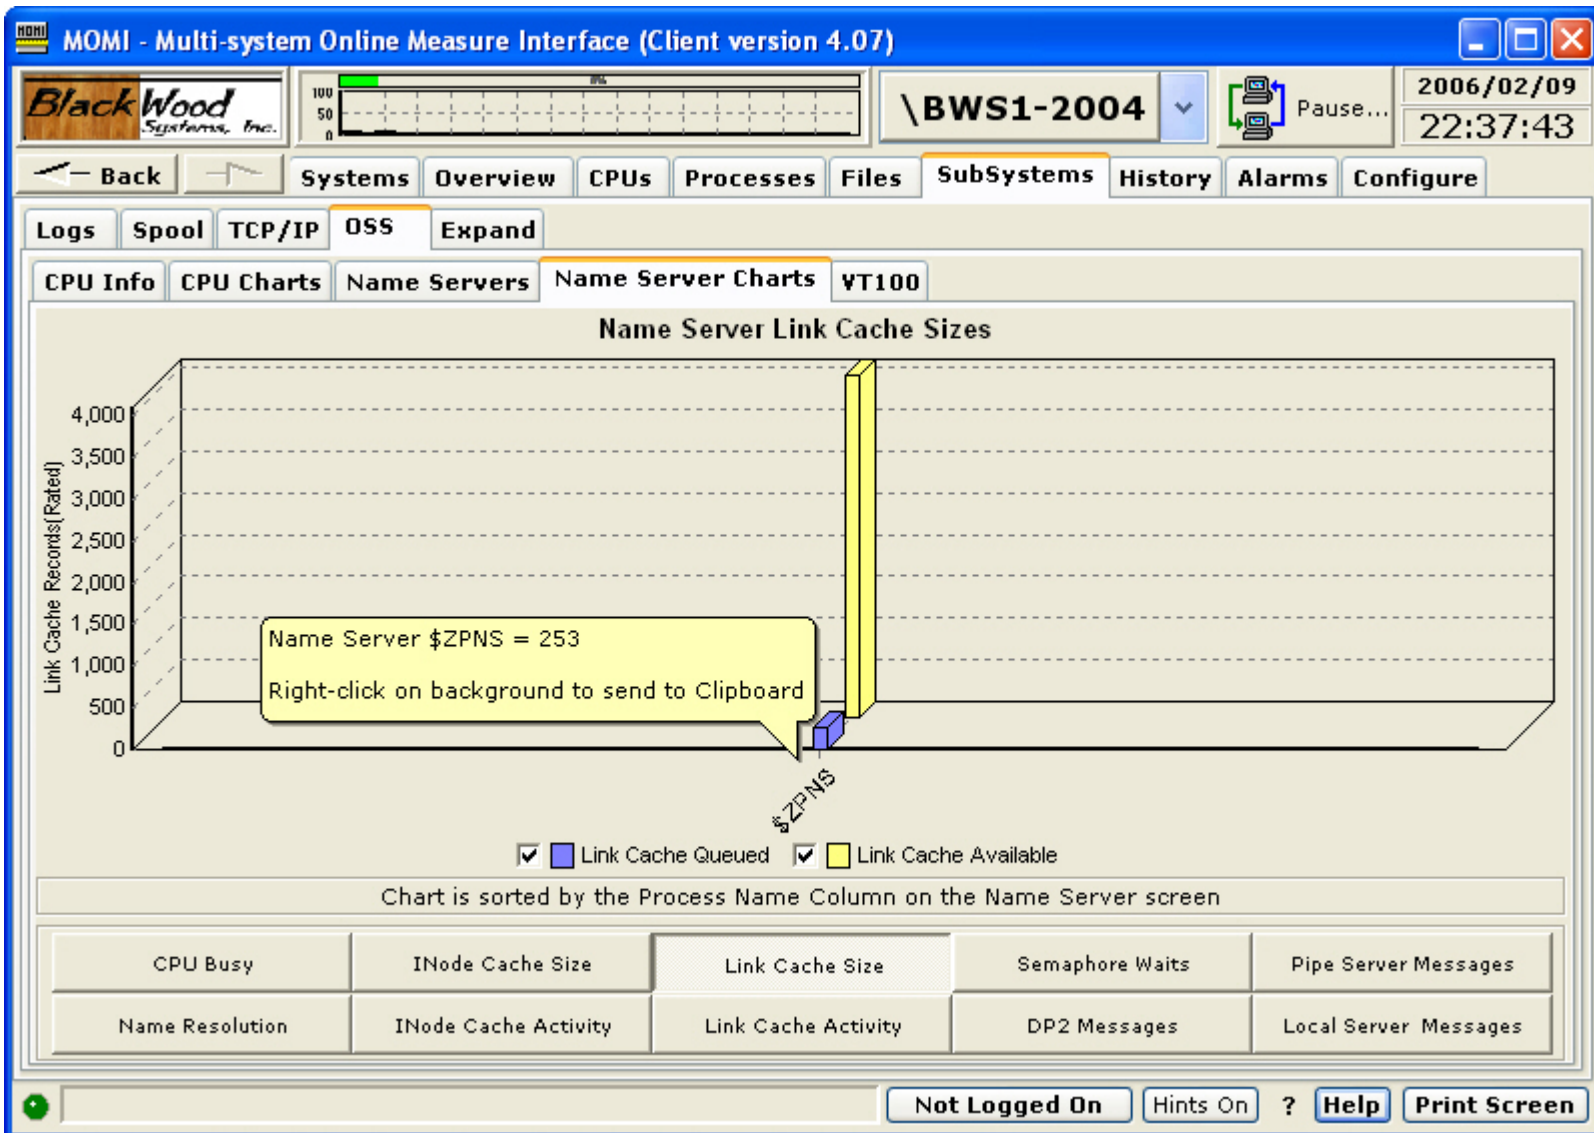 MOMI
MOMI - Multi-system Online Measure Interface (Client version 4.07)
BlackWood
Systems, Inc.
100
50
0
\BWS1-2004
Pause...
2006/02/09
22:37:43
Back
Systems Overview CPUs Processes Files SubSystems History Alarms Configure
Logs Spool TCP/IP OSS Expand
CPU Info CPU Charts Name Servers Name Server Charts VT100
Name Server Link Cache Sizes
Link Cache Records(Rated)
4,000
3,500
3,000
2,500
2,000
1,500
1,000
500
0
Name Server $ZPNS = 253
Right-click on background to send to Clipboard
$ZPNS
Link Cache Queued Link Cache Available
Chart is sorted by the Process Name Column on the Name Server screen
CPU Busy INode Cache Size Link Cache Size Semaphore Waits Pipe Server Messages
Name Resolution INode Cache Activity Link Cache Activity DP2 Messages Local Server Messages
Not Logged On Hints On ? Help Print Screen